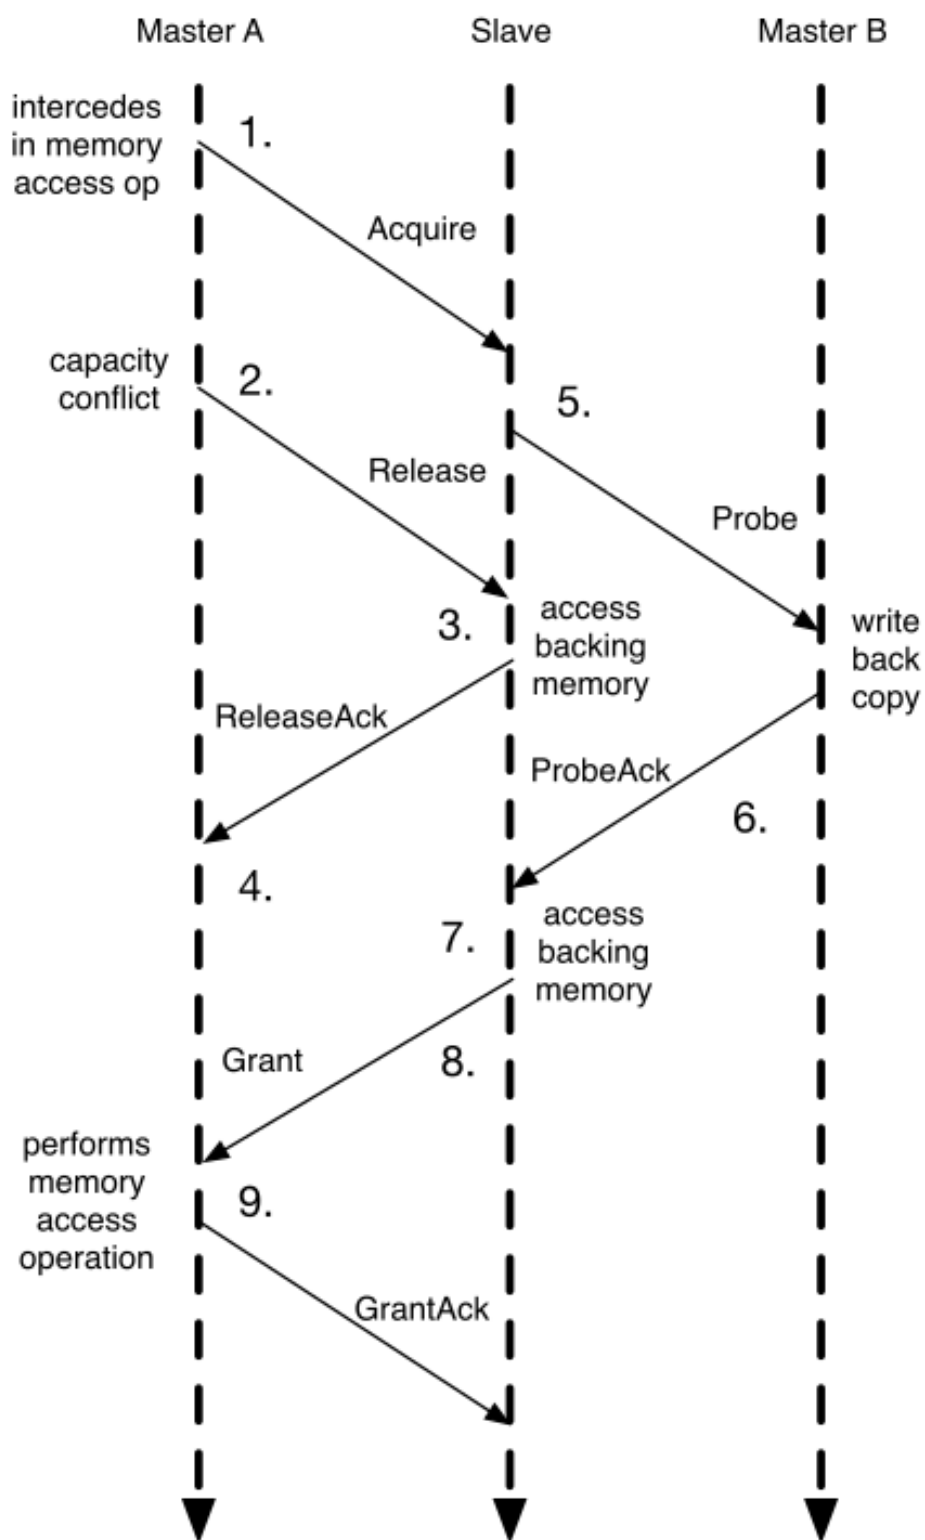 Master A
Slave
Master B
intercedes
in memory
access op
1.
Acquire
capacity
conflict
2.
5.
Release
Probe
3.
access
backing
memory
write
back
copy
ReleaseAck
ProbeAck
6.
4.
7.
access
backing
memory
Grant
8.
performs
memory
access
operation
9.
GrantAck